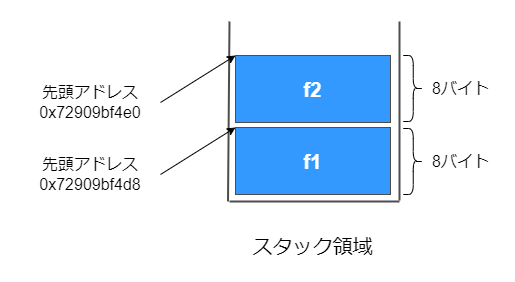 先頭アドレス
0x72909bf4e0
f2
8バイト
先頭アドレス
0x72909bf4d8
f1
8バイト
スタック領域